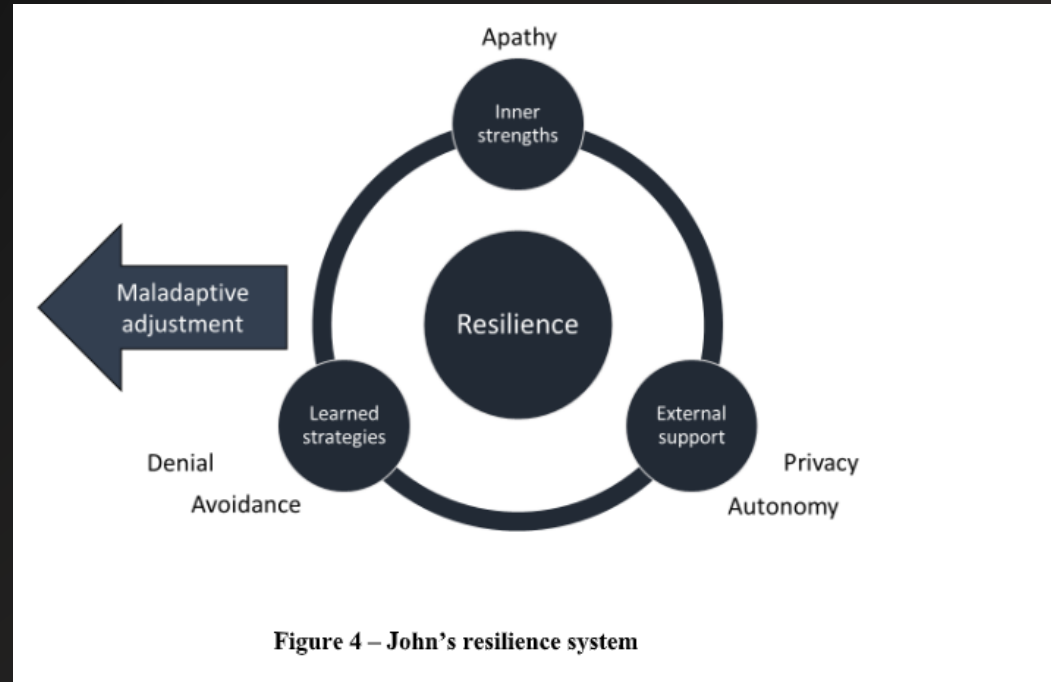 Apathy
Inner
strengths
Maladaptive
adjustment
Resilience
Learned
strategies
External
support
Denial
Privacy
Avoidance
Autonomy
Figure 4 – John’s resilience system